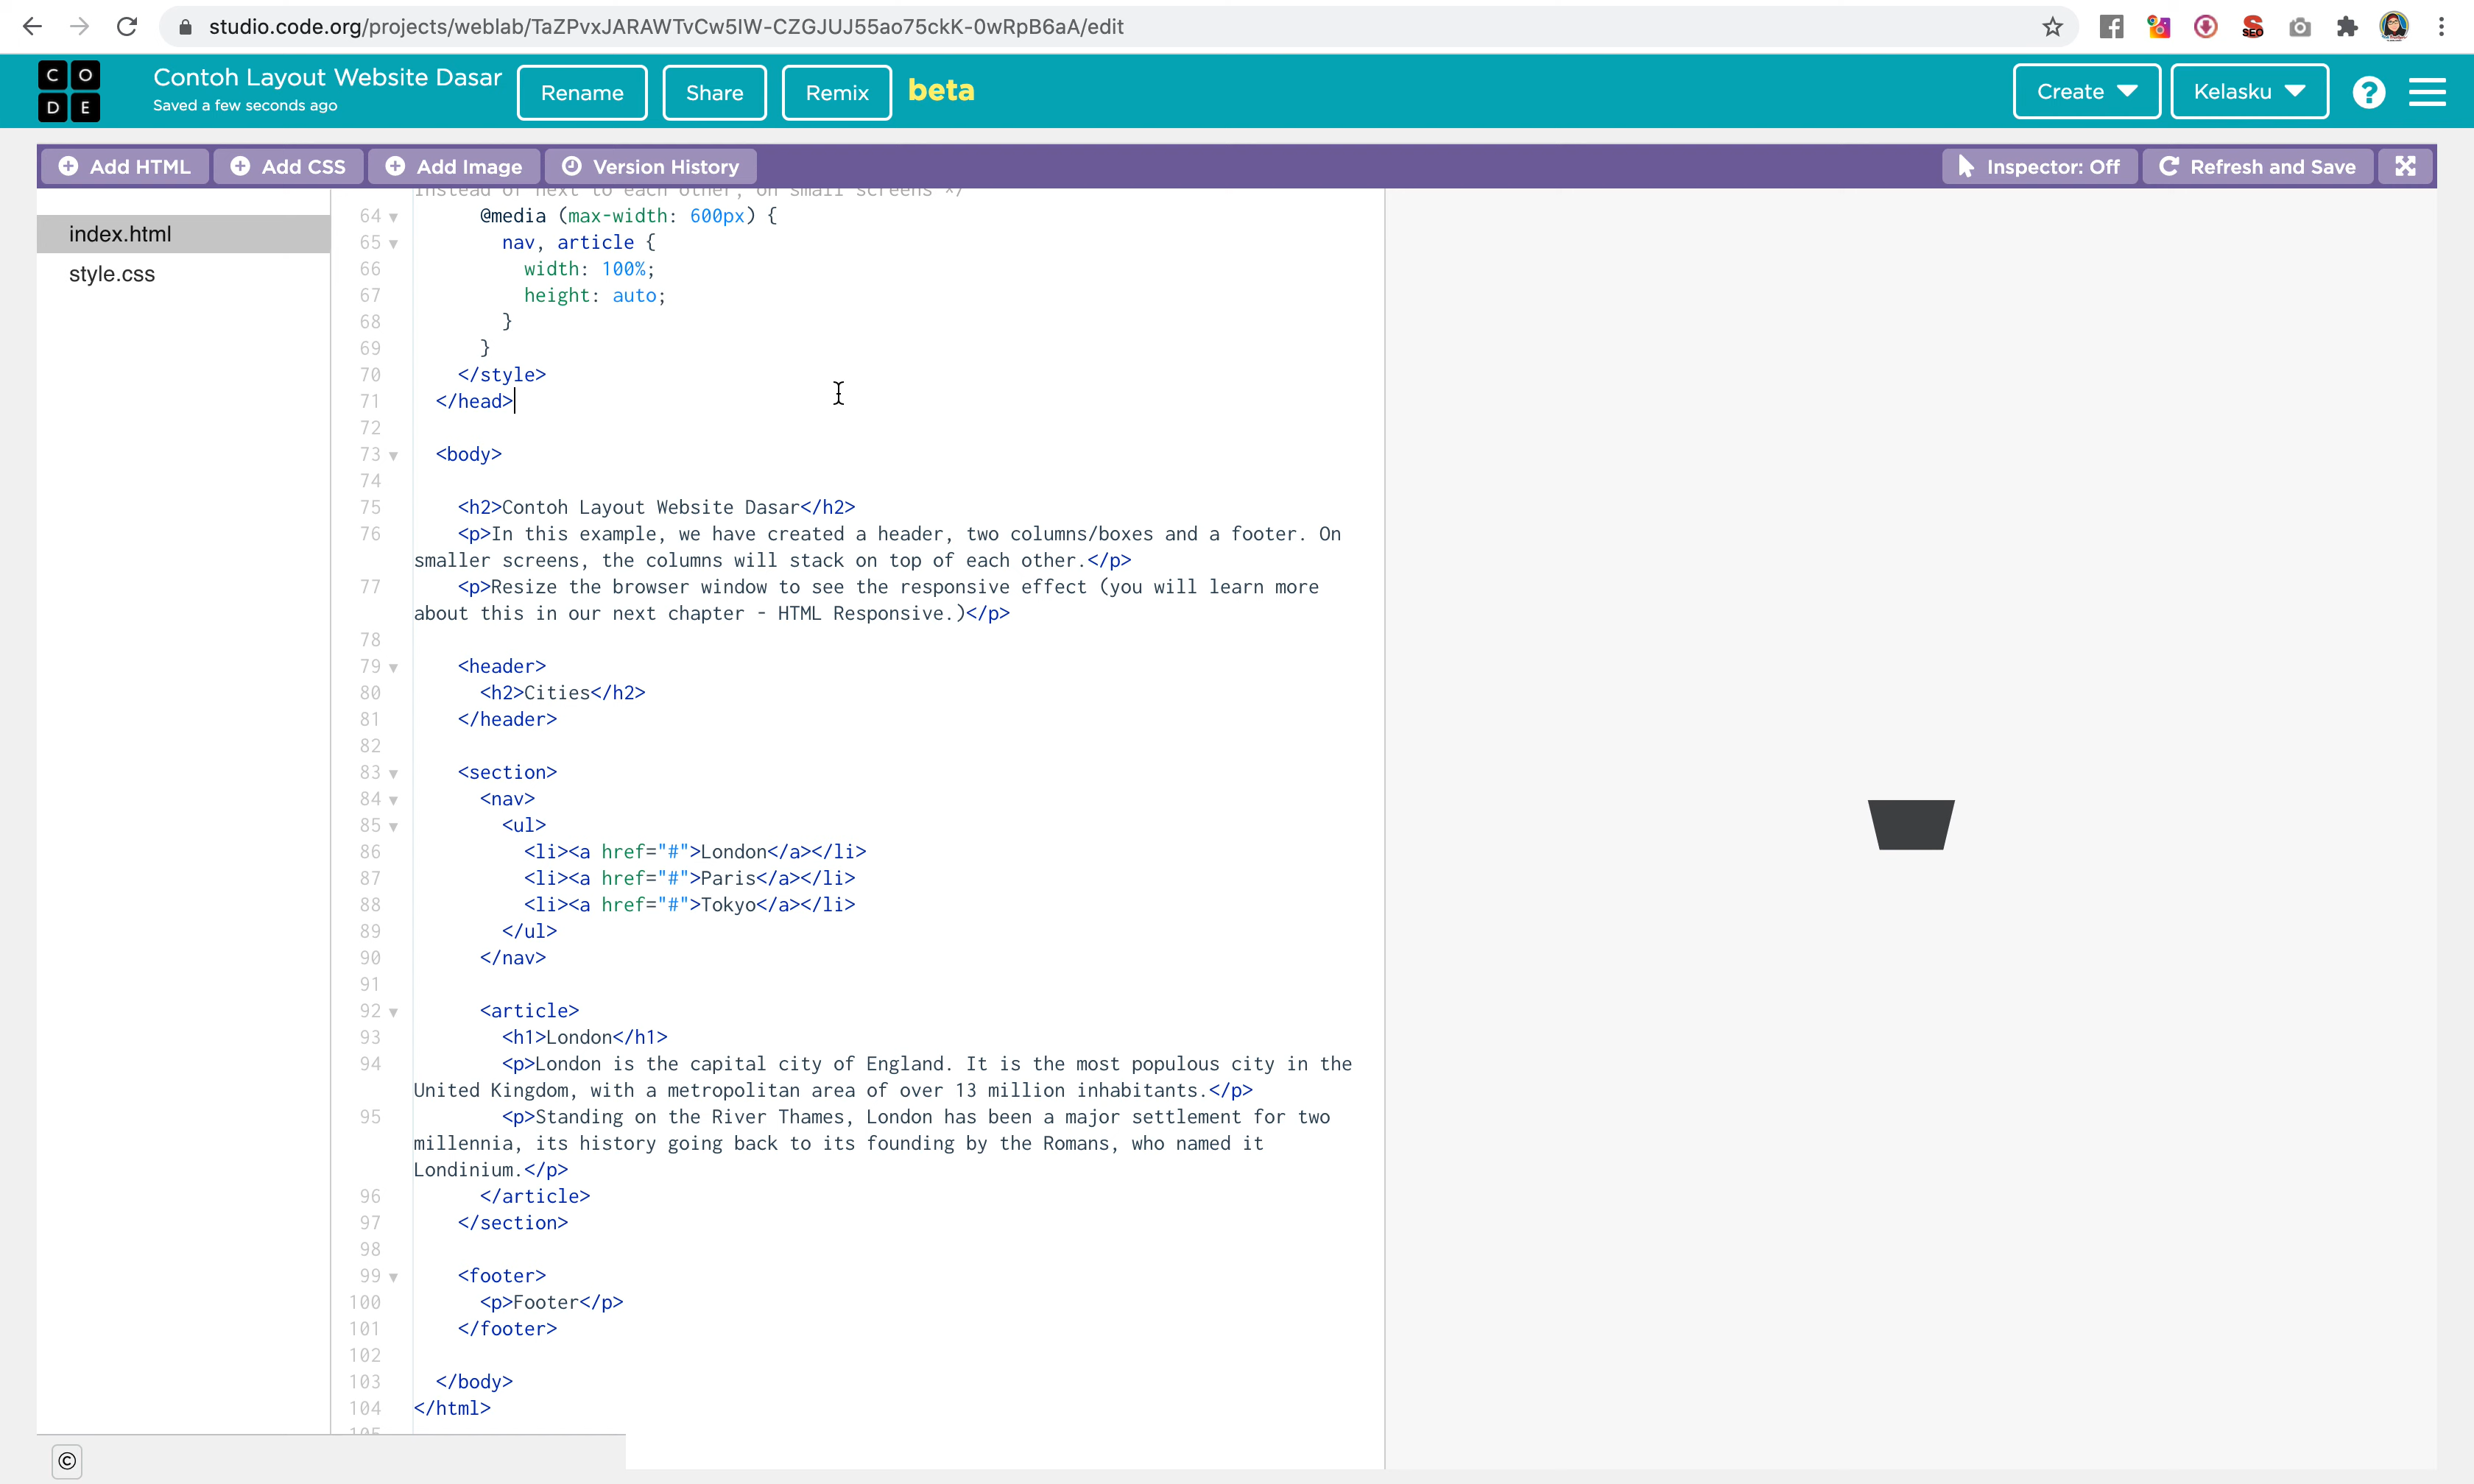 studio.code.org/projects/weblab/TaZPvxJARAWTvCw5IW-CZGJUJ55ao75ckK-0wRpB6aA/edit
SEO
C O D E
Contoh Layout Website Dasar
Saved a few seconds ago
Rename
Share
Remix
beta
Create
Kelasku
?
Add HTML
Add CSS
Add Image
Version History
Inspector: Off
Refresh and Save
index.html
style.css
instead of next to each other, on small screens */
64 @media (max-width: 600px) {
65 nav, article {
66 width: 100%;
67 height: auto;
68 }
69 }
70 </style>
71 </head>
72
73 <body>
74
75 <h2>Contoh Layout Website Dasar</h2>
76 <p>In this example, we have created a header, two columns/boxes and a footer. On
smaller screens, the columns will stack on top of each other.</p>
77 <p>Resize the browser window to see the responsive effect (you will learn more
about this in our next chapter - HTML Responsive.)</p>
78
79 <header>
80 <h2>Cities</h2>
81 </header>
82
83 <section>
84 <nav>
85 <ul>
86 <li><a href="#">London</a></li>
87 <li><a href="#">Paris</a></li>
88 <li><a href="#">Tokyo</a></li>
89 </ul>
90 </nav>
91
92 <article>
93 <h1>London</h1>
94 <p>London is the capital city of England. It is the most populous city in the
United Kingdom, with a metropolitan area of over 13 million inhabitants.</p>
95 <p>Standing on the River Thames, London has been a major settlement for two
millennia, its history going back to its founding by the Romans, who named it
Londinium.</p>
96 </article>
97 </section>
98
99 <footer>
100 <p>Footer</p>
101 </footer>
102
103 </body>
104 </html>
105
©